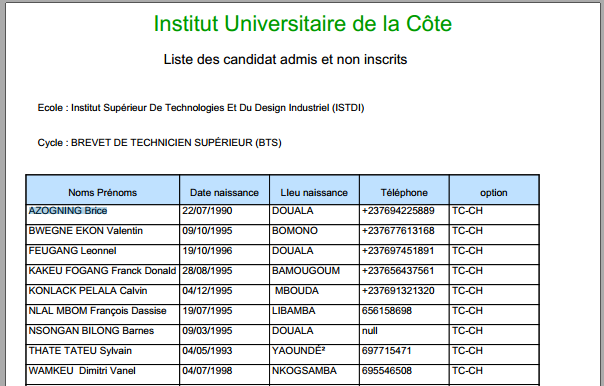 Institut Universitaire de la Côte
Liste des candidat admis et non inscrits
Ecole : Institut Supérieur De Technologies Et Du Design Industriel (ISTDI)
Cycle : BREVET DE TECHNICIEN SUPÉRIEUR (BTS)
Noms Prénoms Date naissance LIeu naissance Téléphone option
AZOGNING Brice 22/07/1990 DOUALA +237694225889 TC-CH
BWEGNE EKON Valentin 09/10/1995 BOMONO +237677613168 TC-CH
FEUGANG Leonnel 19/10/1996 DOUALA +237697451891 TC-CH
KAKEU FOGANG Franck Donald 28/08/1995 BAMOUGOUM +237656437561 TC-CH
KONLACK PELALA Calvin 04/12/1995 MBOUDA +237691321320 TC-CH
NLAL MBOM François Dassise 19/07/1995 LIBAMBA 656158698 TC-CH
NSONGAN BILONG Barnes 09/03/1995 DOUALA null TC-CH
THATE TATEU Sylvain 04/05/1993 YAOUNDɲ 697715471 TC-CH
WAMKEU Dimitri Vanel 04/07/1998 NKOGSAMBA 695546508 TC-CH